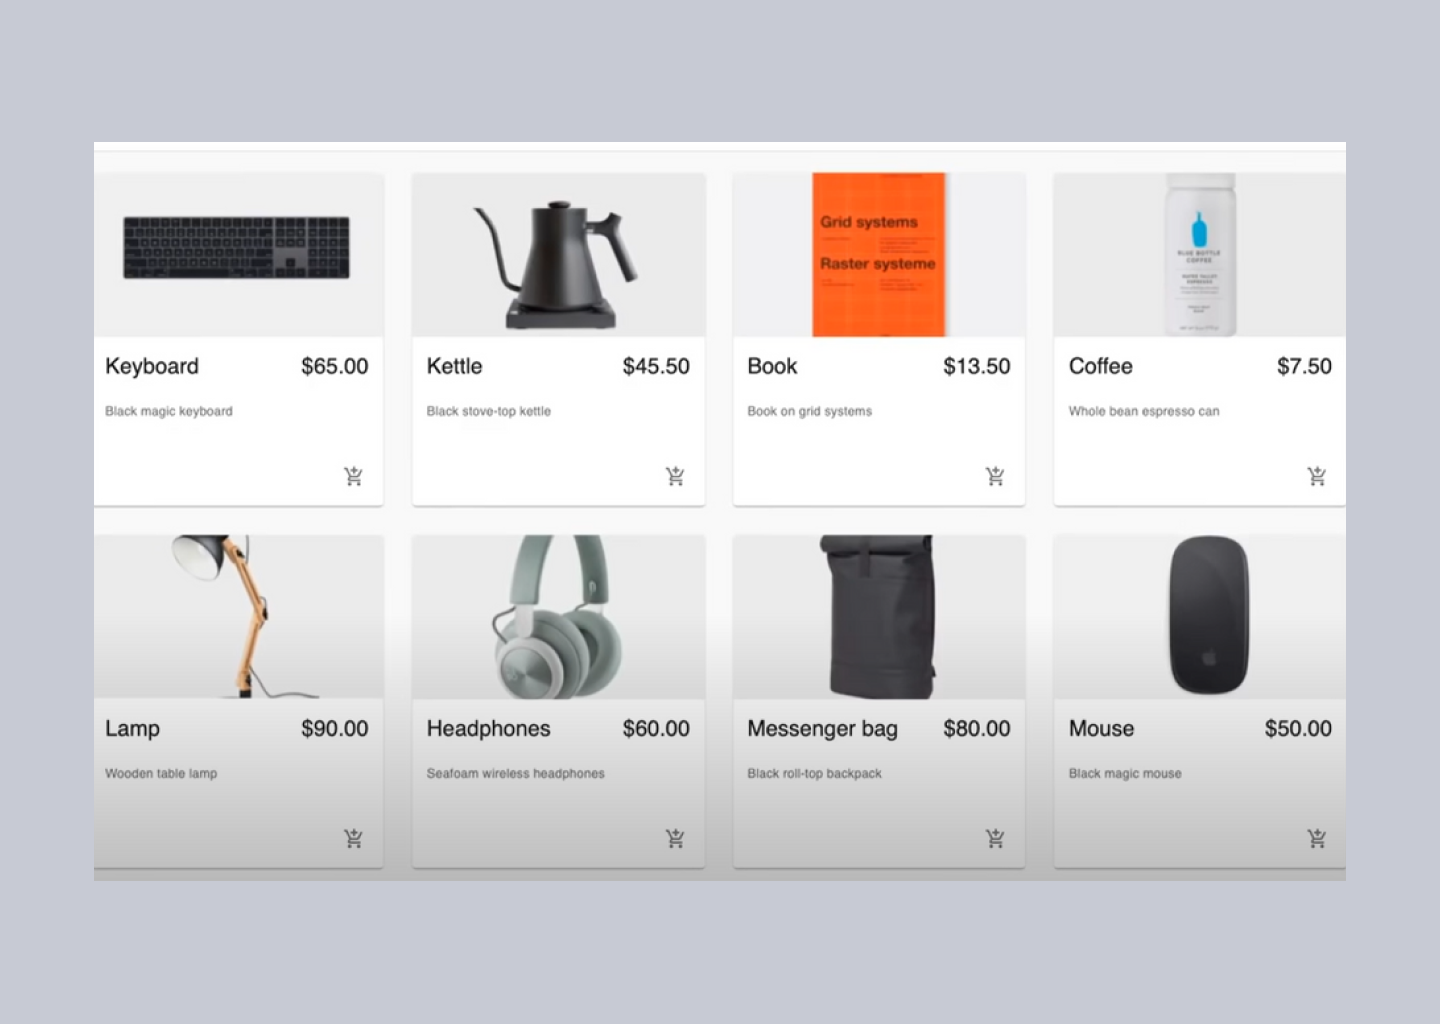 Grid systems
Raster systeme
BLUE BOTTLE
COFFEE
Keyboard $65.00
Black magic keyboard
Kettle $45.50
Black stove-top kettle
Book $13.50
Book on grid systems
Coffee $7.50
Whole bean espresso can
Lamp $90.00
Wooden table lamp
Headphones $60.00
Seafoam wireless headphones
Messenger bag $80.00
Black roll-top backpack
Mouse $50.00
Black magic mouse